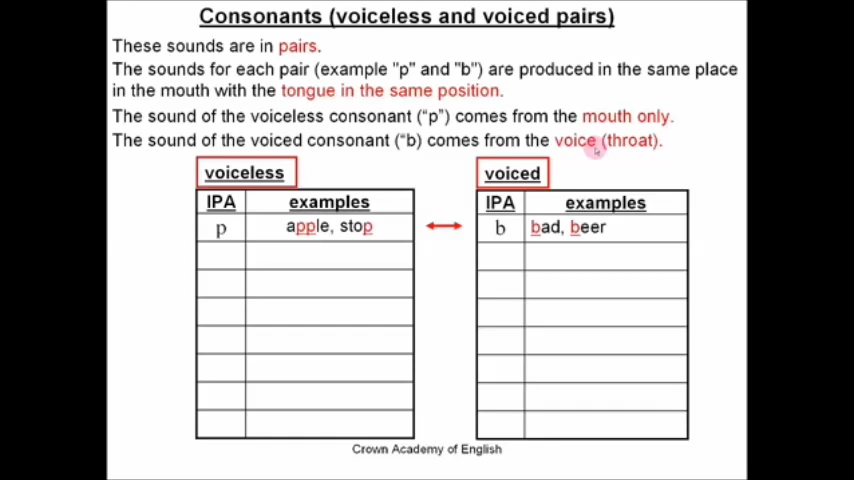 Consonants (voiceless and voiced pairs)
These sounds are in pairs.
The sounds for each pair (example "p" and "b") are produced in the same place
in the mouth with the tongue in the same position.
The sound of the voiceless consonant ("p") comes from the mouth only.
The sound of the voiced consonant ("b) comes from the voice (throat).
voiceless
voiced
IPA examples
IPA examples
p apple, stop
b bad, beer
Crown Academy of English